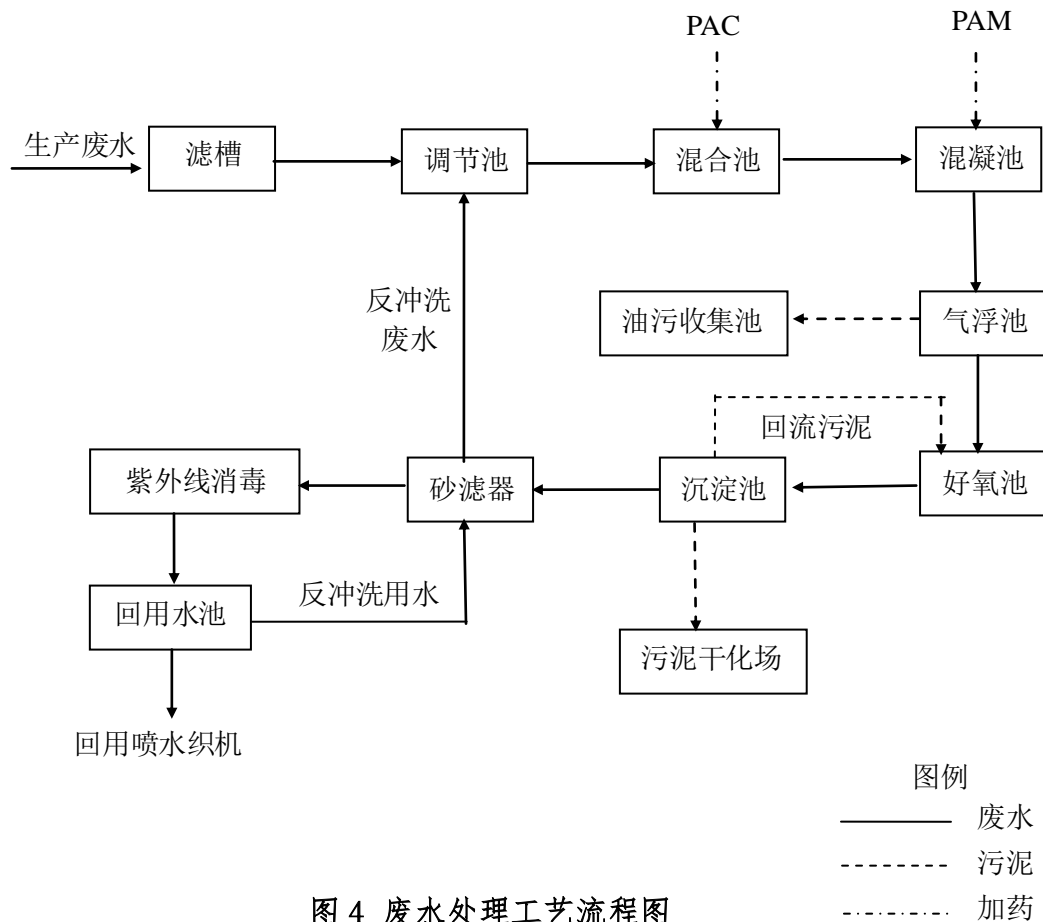 PAC
PAM
生产废水
滤槽
调节池
混合池
混凝池
反冲洗
废水
油污收集池
气浮池
回流污泥
紫外线消毒
砂滤器
沉淀池
好氧池
回用水池
反冲洗用水
污泥干化场
回用喷水织机
图例
废水
污泥
加药
图 4 废水处理工艺流程图